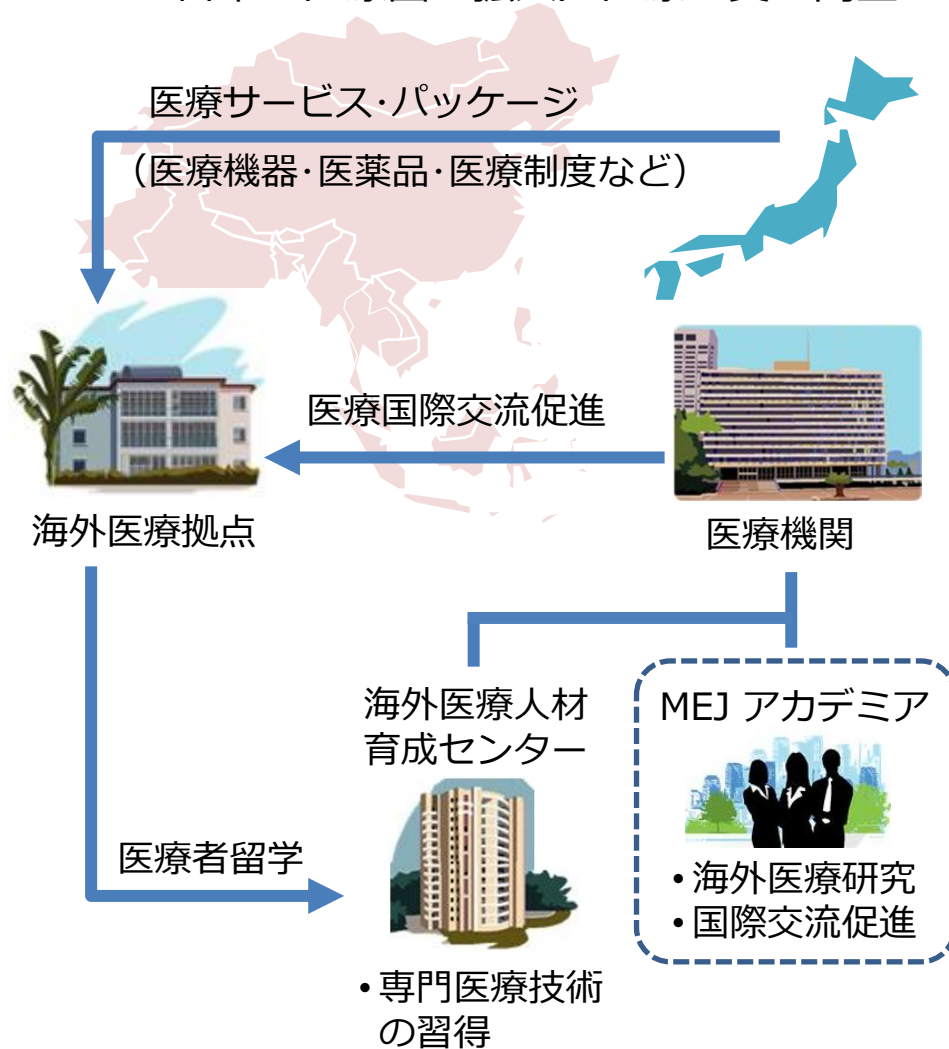 医療サービス･パッケージ
（医療機器･医薬品･医療制度など）
医療国際交流促進
海外医療拠点
医療機関
海外医療人材
育成センター
MEJ アカデミア
医療者留学
•海外医療研究
•国際交流促進
•専門医療技術
の習得